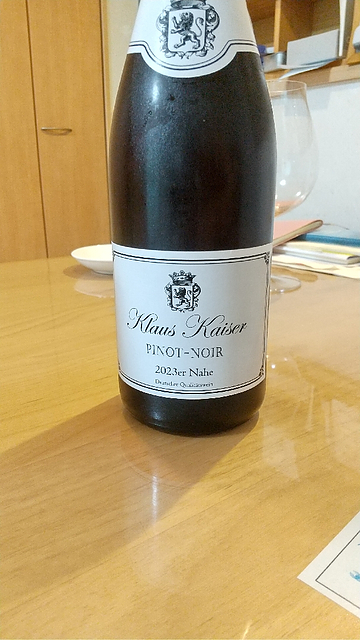 Klaus Kaiser
PINOT-NOIR
2023er Nahe
Deutscher Qualitätswein